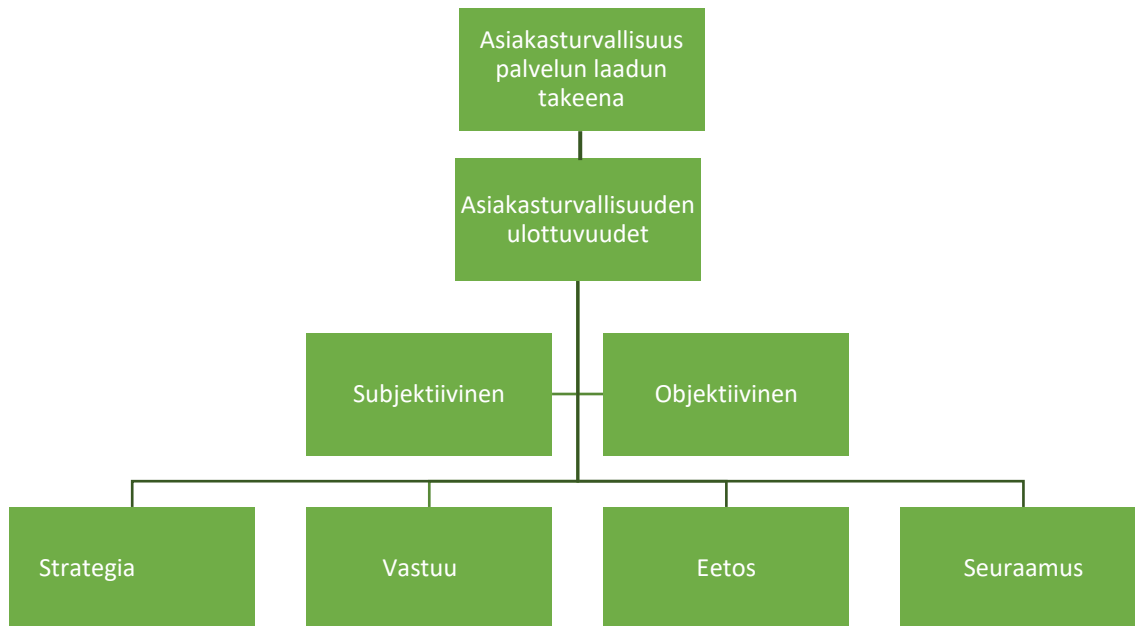 Asiakasturvallisuus
palvelun laadun
takeena
Asiakasturvallisuuden
ulottuvuudet
Subjektiivinen
Objektiivinen
Strategia
Vastuu
Eetos
Seuraamus